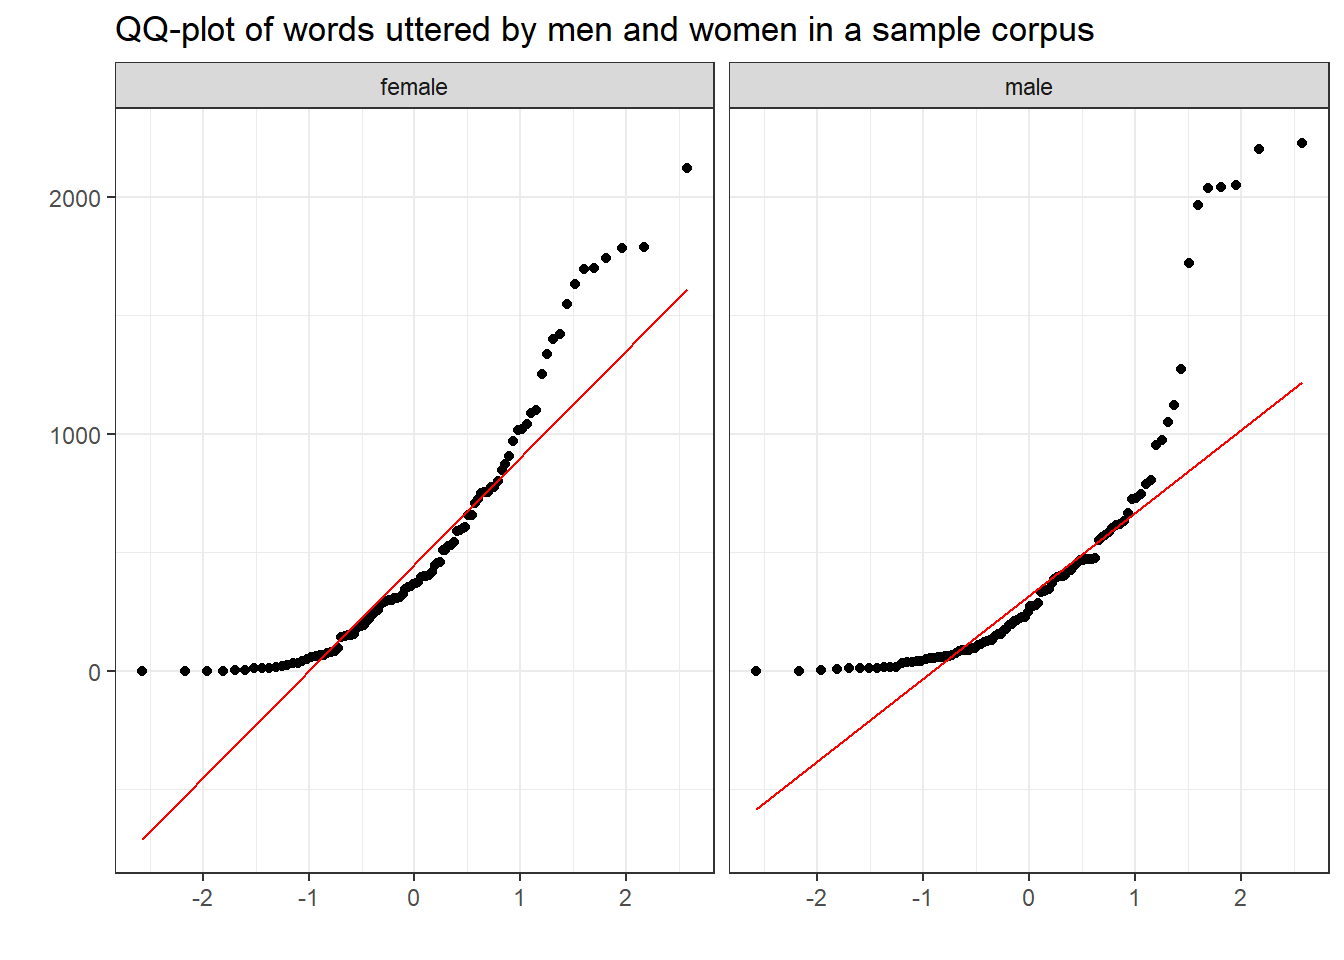 QQ-plot of words uttered by men and women in a sample corpus
female male
2000
1000
0
-2 -1 0 1 2 -2 -1 0 1 2